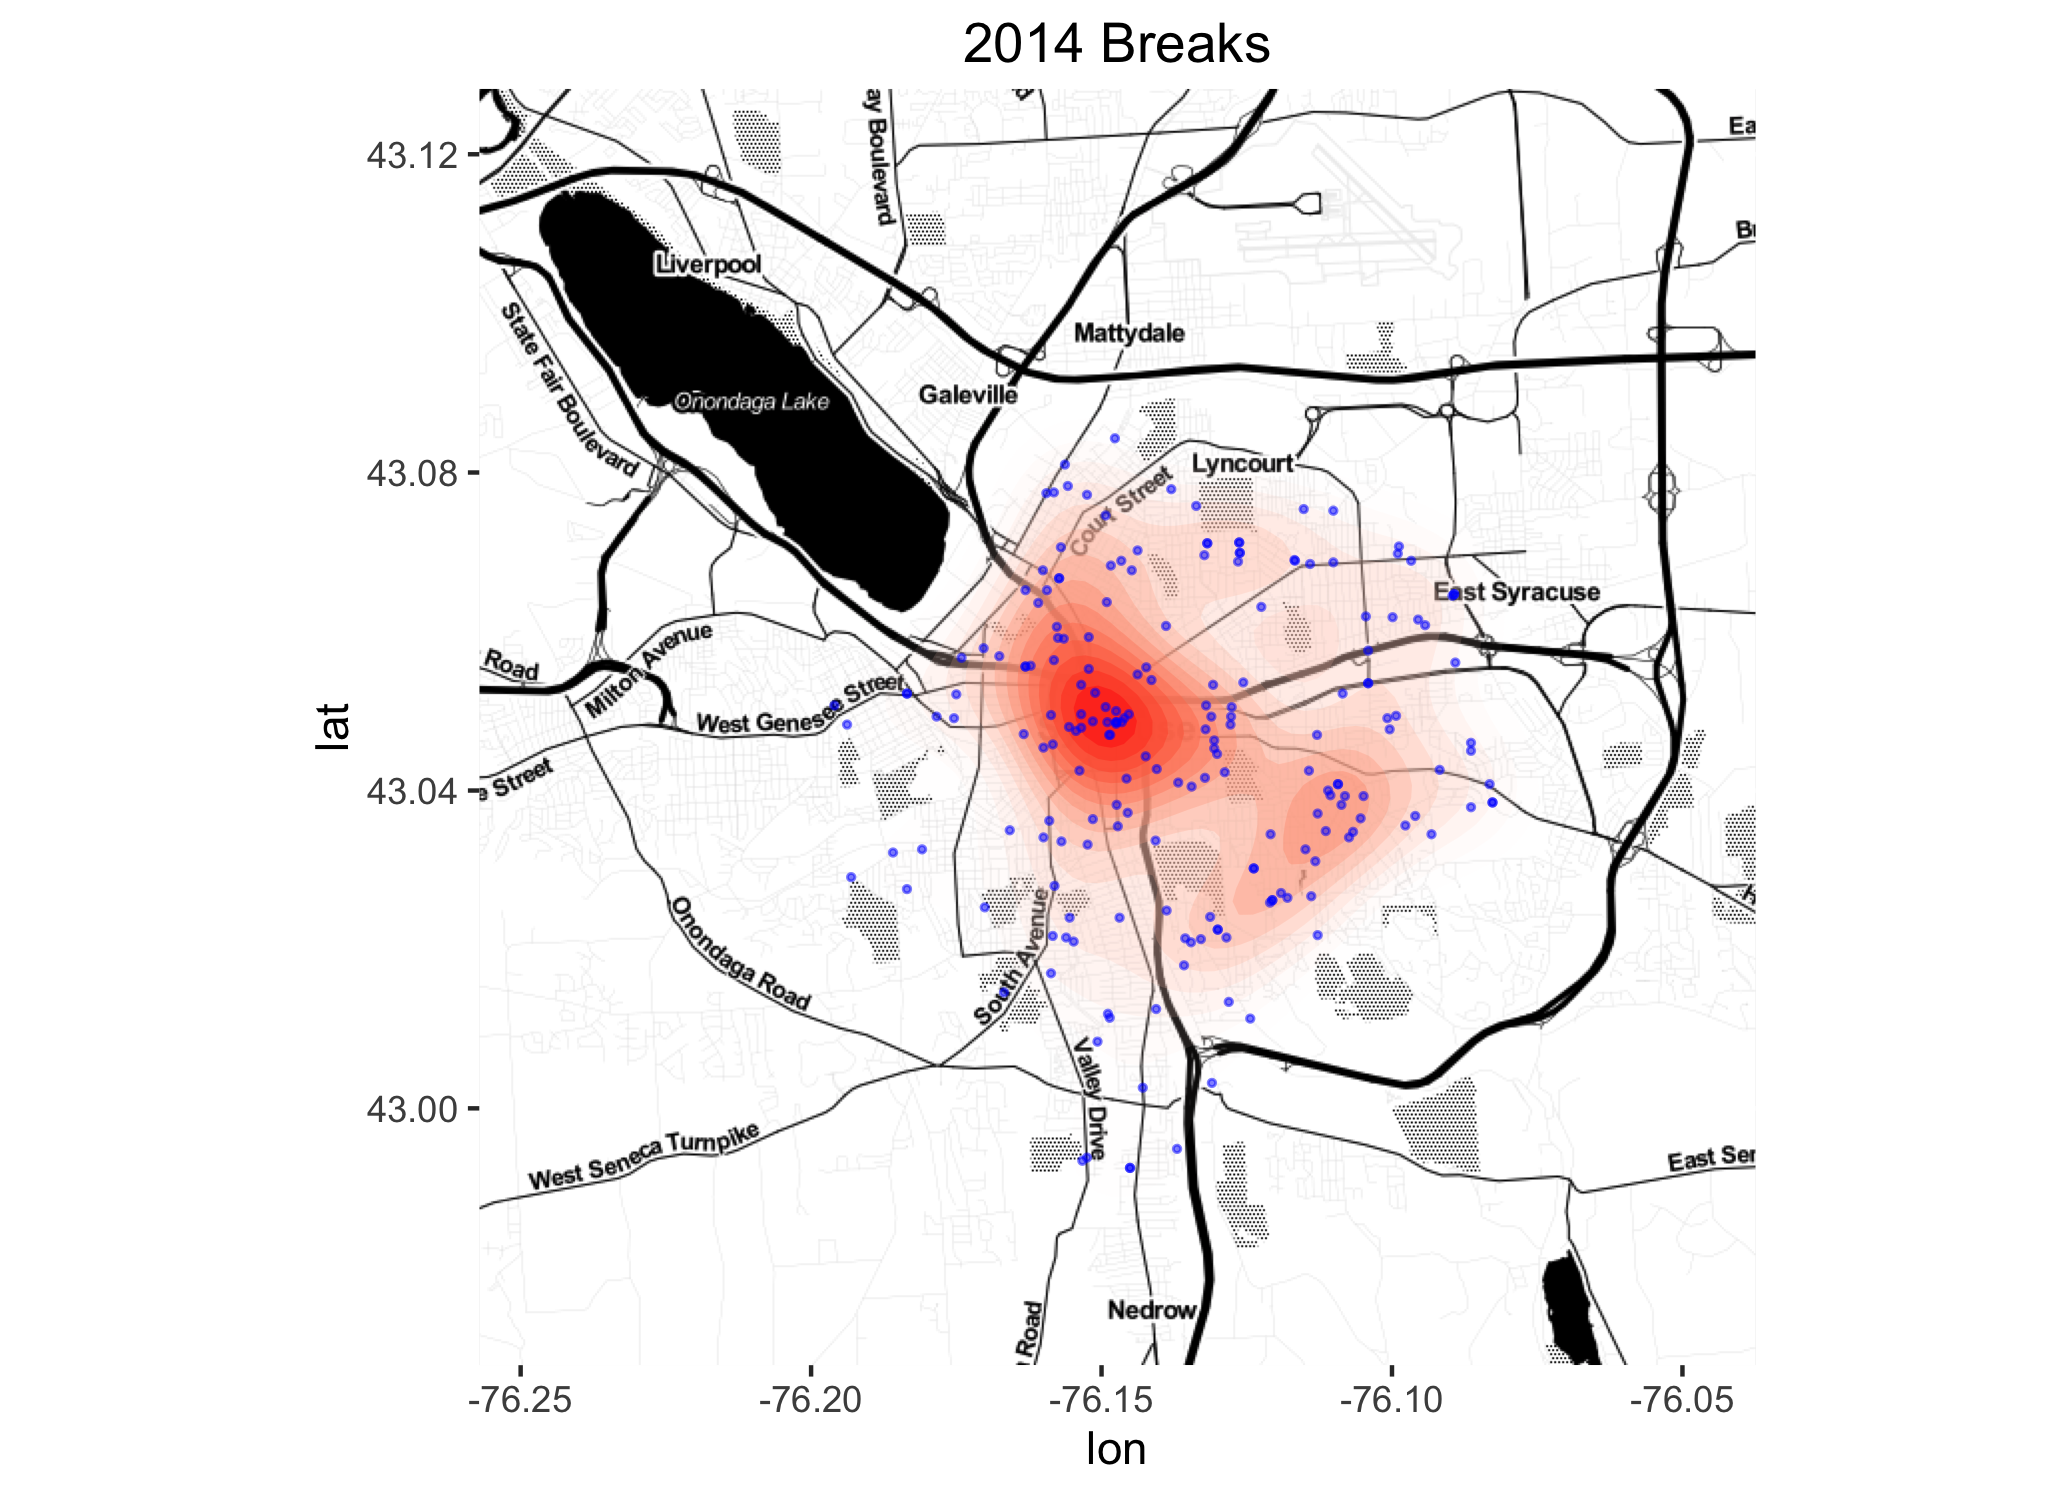 2014 Breaks
43.12
43.08
43.04
43.00
lat
ay Boulevard
Ea
Liverpool
State Fair Boulevard
Mattydale
Galeville
Onondaga Lake
Lyncourt
Court Street
East Syracuse
Road
Milton Avenue
West Genesee Street
e Street
Onondaga Road
South Avenue
Valley Drive
West Seneca Turnpike
East Ser
Nedrow
Road
-76.25
-76.20
-76.15
-76.10
-76.05
lon